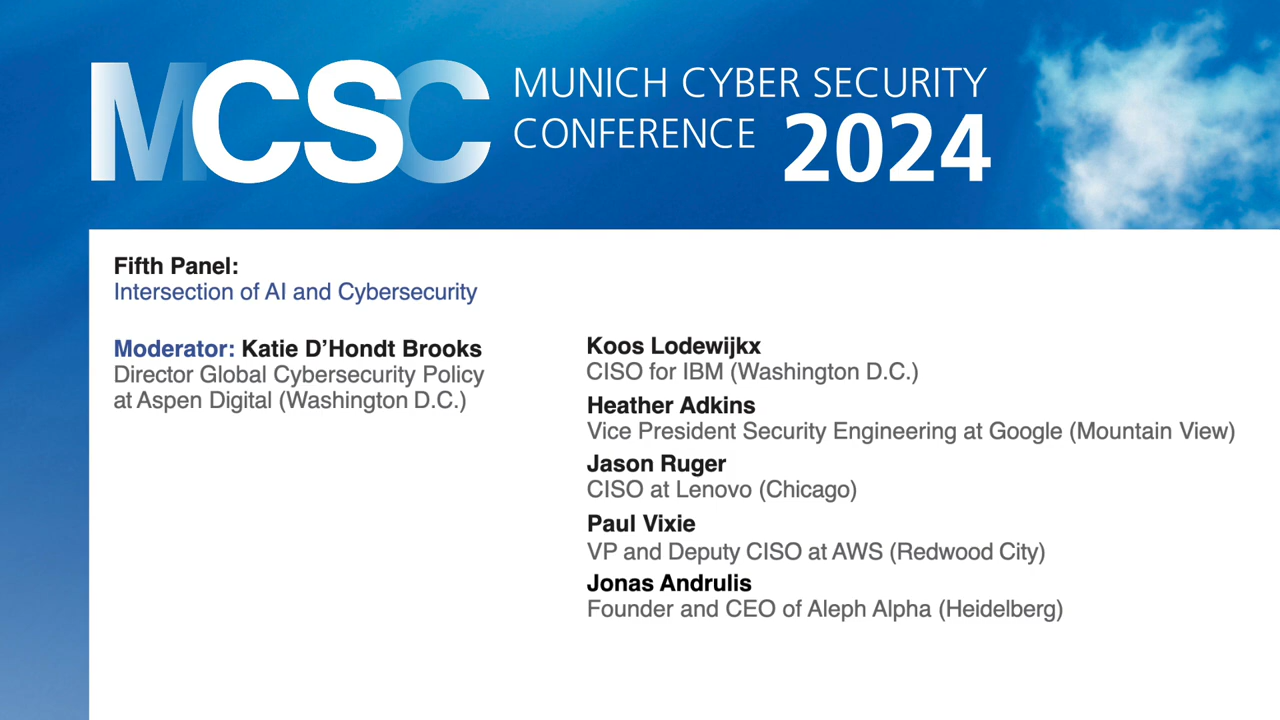 MCSC
MUNICH CYBER SECURITY
CONFERENCE 2024
Fifth Panel:
Intersection of AI and Cybersecurity
Moderator: Katie D’Hondt Brooks
Director Global Cybersecurity Policy
at Aspen Digital (Washington D.C.)
Koos Lodewijkx
CISO for IBM (Washington D.C.)
Heather Adkins
Vice President Security Engineering at Google (Mountain View)
Jason Ruger
CISO at Lenovo (Chicago)
Paul Vixie
VP and Deputy CISO at AWS (Redwood City)
Jonas Andrulis
Founder and CEO of Aleph Alpha (Heidelberg)